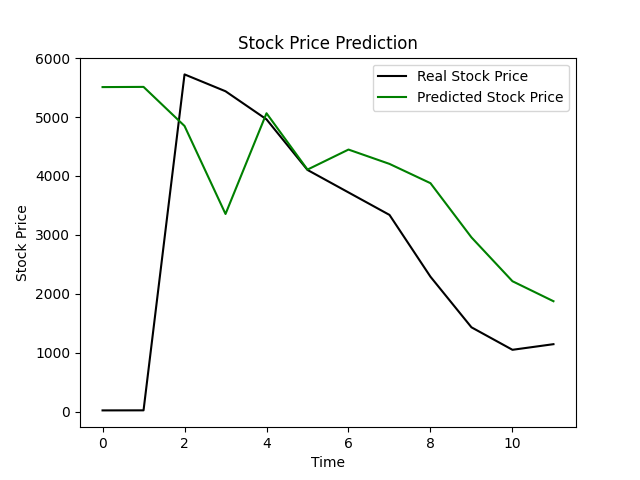 Stock Price Prediction
Real Stock Price
Predicted Stock Price
6000
5000
4000
3000
2000
1000
0
Stock Price
0 2 4 6 8 10
Time